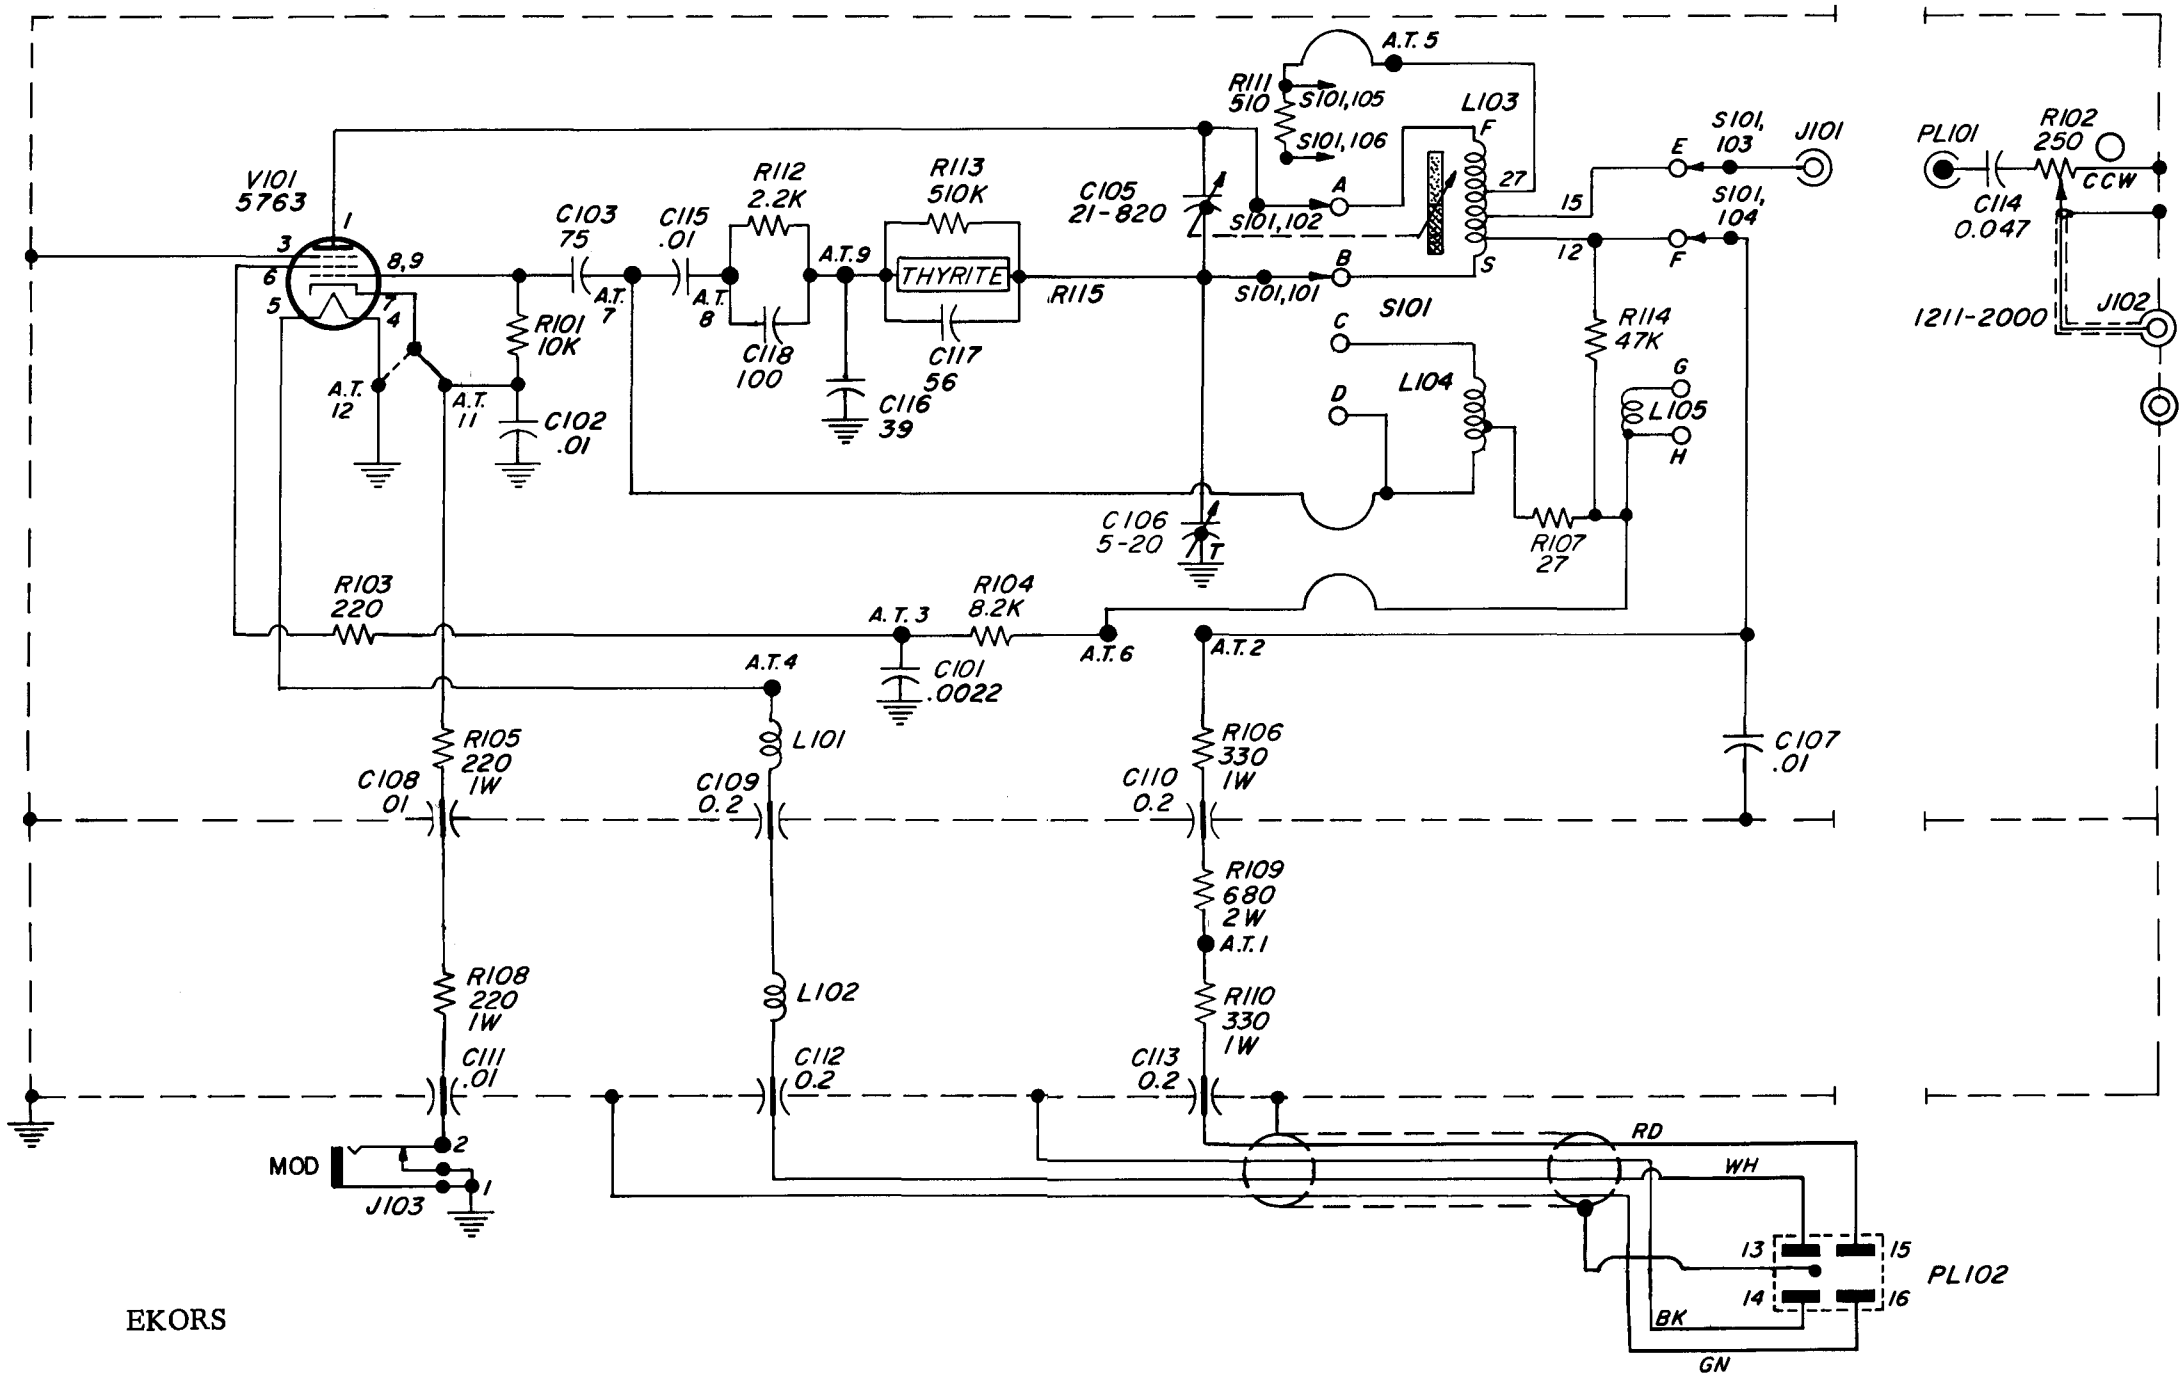 A.T. 5
R111
510
S101,105
S101,106
L103
F
27
15
12
S
A
S101,102
B
S101,101
S101
C
D
E
S101,
103
J101
S101,
104
F
PL101
R102
250
CCW
C114
0.047
1211-2000
J102
V101
5763
1
3
6
5
8,9
7
4
C103
75
A.T.
7
C115
.01
A.T.
8
R112
2.2K
C118
100
A.T.9
C116
39
R113
510K
THYRITE
R115
C117
56
C105
21-820
R101
10K
A.T.
12
A.T.
11
C102
.01
L104
R114
47K
G
L105
H
C106
5-20
T
R107
27
R103
220
A.T. 3
R104
8.2K
A.T.6
A.T.2
A.T.4
C101
.0022
L101
R105
220
1W
C108
01
C109
0.2
C110
0.2
R106
330
1W
C107
.01
R109
680
2W
A.T.1
R108
220
1W
L102
R110
330
1W
C111
.01
C112
0.2
C113
0.2
MOD
2
1
J103
RD
WH
BK
GN
13
15
14
16
PL102
EKORS